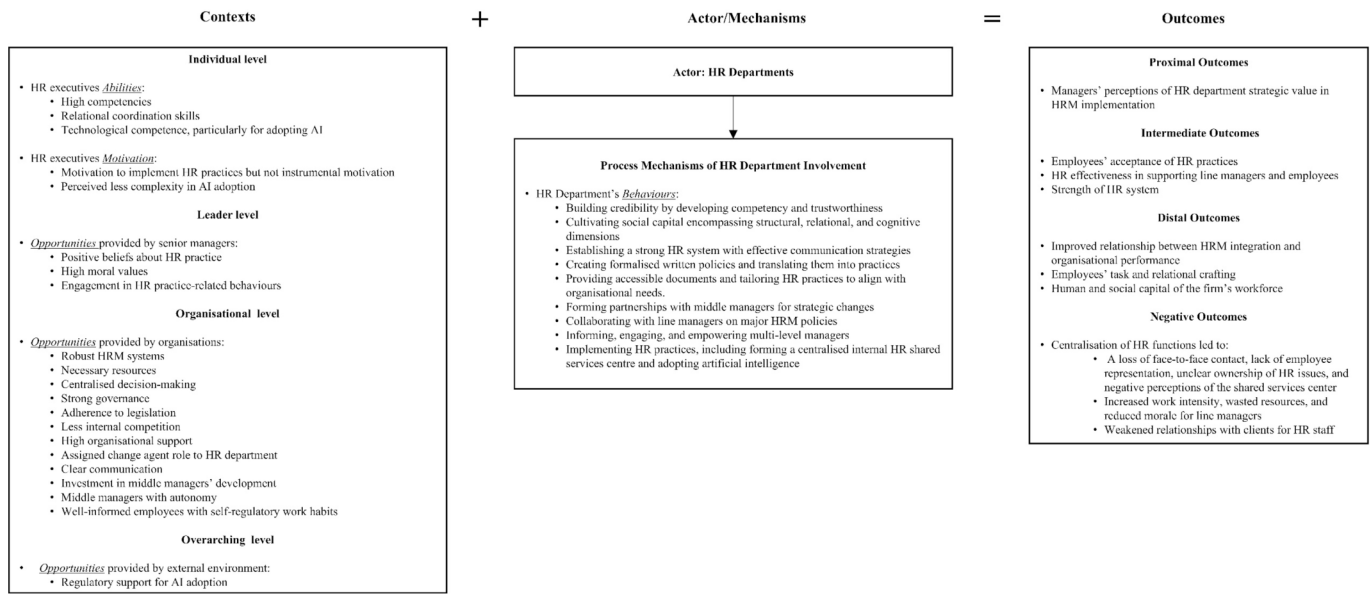 Contexts
+
Actor/Mechanisms
=
Outcomes
Individual level
• HR executives Abilities:
• High competencies
• Relational coordination skills
• Technological competence, particularly for adopting AI
• HR executives Motivation:
• Motivation to implement HR practices but not instrumental motivation
• Perceived less complexity in AI adoption
Leader level
• Opportunities provided by senior managers:
• Positive beliefs about HR practice
• High moral values
• Engagement in HR practice-related behaviours
Organisational level
• Opportunities provided by organisations:
• Robust HRM systems
• Necessary resources
• Centralised decision-making
• Strong governance
• Adherence to legislation
• Less internal competition
• High organisational support
• Assigned change agent role to HR department
• Clear communication
• Investment in middle managers' development
• Middle managers with autonomy
• Well-informed employees with self-regulatory work habits
Overarching level
• Opportunities provided by external environment:
• Regulatory support for AI adoption
Actor: HR Departments
Process Mechanisms of HR Department Involvement
• HR Department's Behaviours:
• Building credibility by developing competency and trustworthiness
• Cultivating social capital encompassing structural, relational, and cognitive
dimensions
• Establishing a strong HR system with effective communication strategies
• Creating formalised written policies and translating them into practices
• Providing accessible documents and tailoring HR practices to align with
organisational needs.
• Forming partnerships with middle managers for strategic changes
• Collaborating with line managers on major HRM policies
• Informing, engaging, and empowering multi-level managers
• Implementing HR practices, including forming a centralised internal HR shared
services centre and adopting artificial intelligence
Proximal Outcomes
• Managers' perceptions of HR department strategic value in
HRM implementation
Intermediate Outcomes
• Employees' acceptance of HR practices
• HR effectiveness in supporting line managers and employees
• Strength of HR system
Distal Outcomes
• Improved relationship between HRM integration and
organisational performance
• Employees' task and relational crafting
• Human and social capital of the firm's workforce
Negative Outcomes
• Centralisation of HR functions led to:
• A loss of face-to-face contact, lack of employee
representation, unclear ownership of HR issues, and
negative perceptions of the shared services center
• Increased work intensity, wasted resources, and
reduced morale for line managers
• Weakened relationships with clients for HR staff